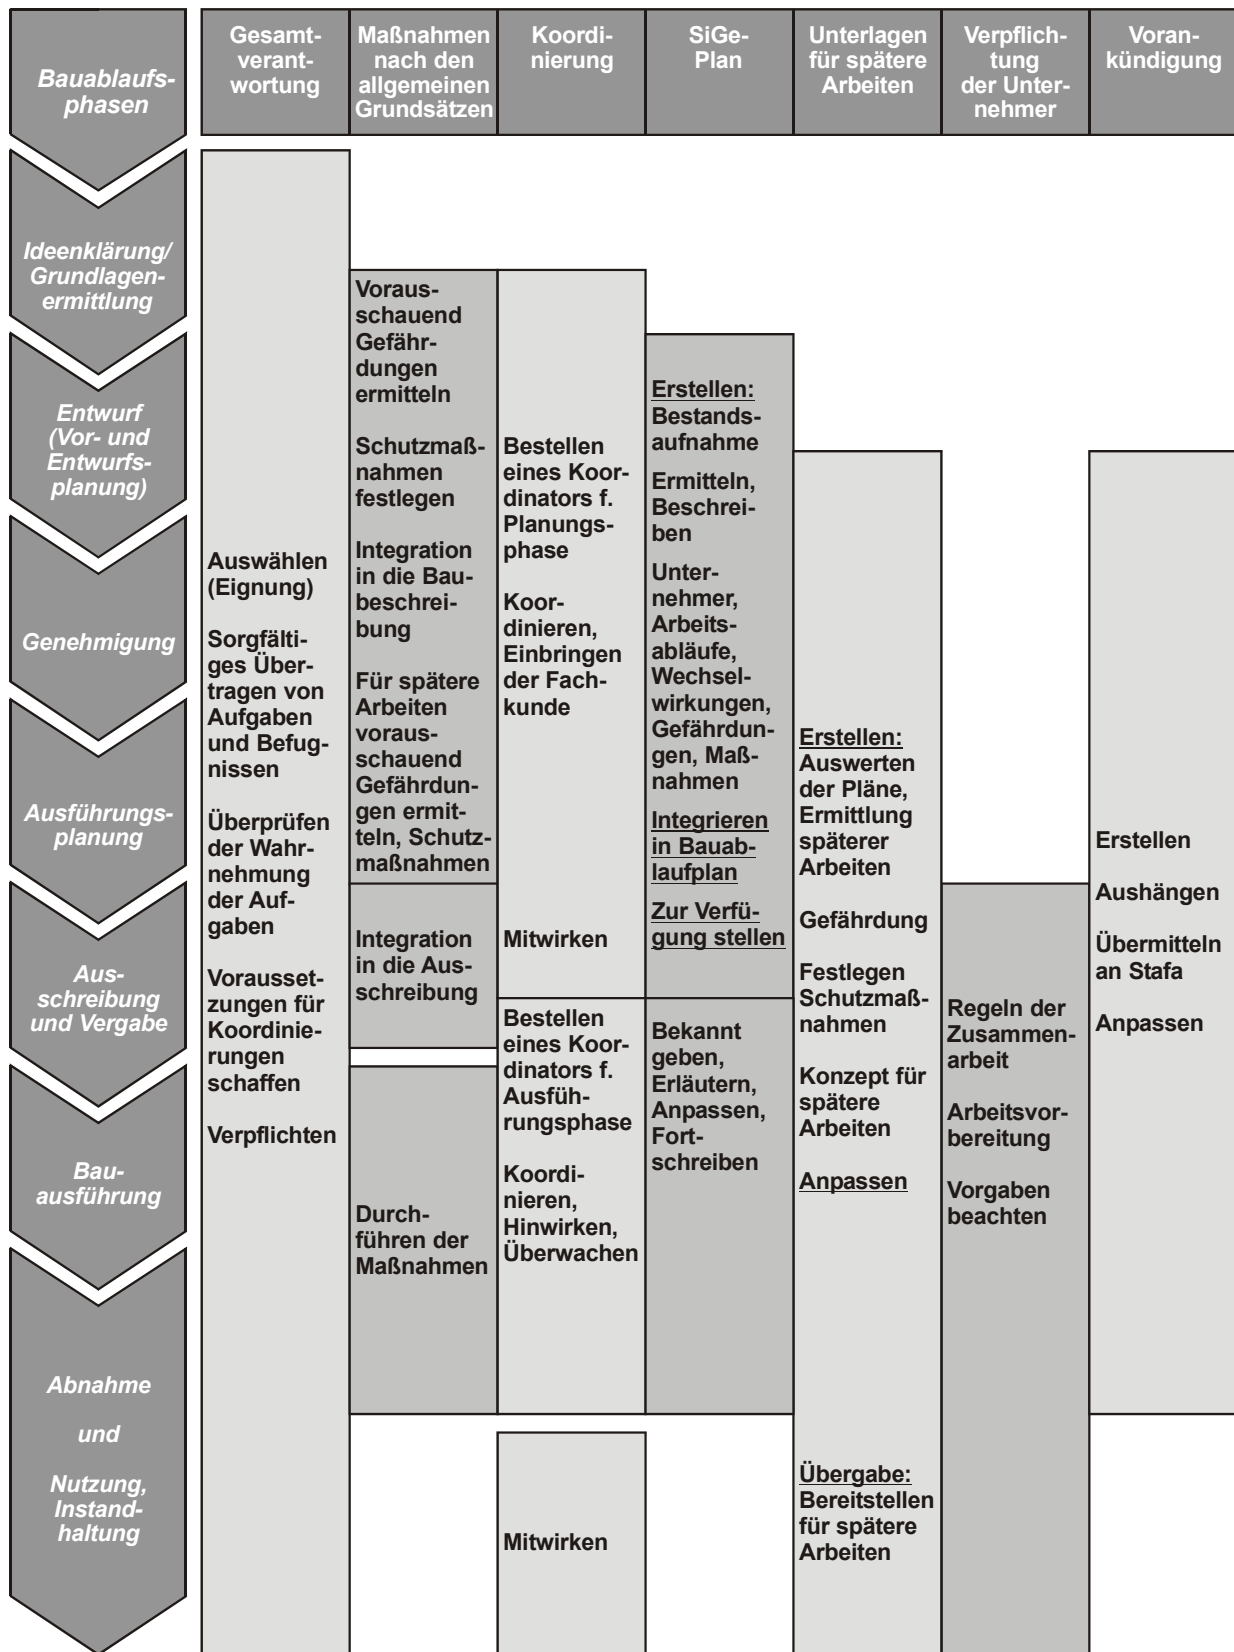 Bauablaufs-
phasen
Gesamt-
verant-
wortung
Maßnahmen
nach den
allgemeinen
Grundsätzen
Koordi-
nierung
SiGe-
Plan
Unterlagen
für spätere
Arbeiten
Verpflich-
tung
der Unter-
nehmer
Voran-
kündigung
Ideenklärung/
Grundlagen-
ermittlung
Entwurf
(Vor- und
Entwurfs-
planung)
Genehmigung
Ausführungs-
planung
Aus-
schreibung
und Vergabe
Bau-
ausführung
Abnahme
und
Nutzung,
Instand-
haltung
Auswählen
(Eignung)
Sorgfälti-
ges Über-
tragen von
Aufgaben
und Befug-
nissen
Überprüfen
der Wahr-
nehmung
der Auf-
gaben
Vorausset-
zungen für
Koordinie-
rungen
schaffen
Verpflichten
Voraus-
schauend
Gefähr-
dungen
ermitteln
Schutzmaß-
nahmen
festlegen
Integration
in die Bau-
beschrei-
bung
Für spätere
Arbeiten
voraus-
schauend
Gefährdun-
gen ermit-
teln, Schutz-
maßnahmen
Integration
in die Aus-
schreibung
Durch-
führen der
Maßnahmen
Bestellen
eines Koor-
dinators f.
Planungs-
phase
Koor-
dinieren,
Einbringen
der Fach-
kunde
Mitwirken
Bestellen
eines Koor-
dinators f.
Ausfüh-
rungsphase
Koordi-
nieren,
Hinwirken,
Überwachen
Mitwirken
Erstellen:
Bestands-
aufnahme
Ermitteln,
Beschrei-
ben
Unter-
nehmer,
Arbeits-
abläufe,
Wechsel-
wirkungen,
Gefährdun-
gen, Maß-
nahmen
Integrieren
in Bauab-
laufplan
Zur Verfü-
gung stellen
Bekannt
geben,
Erläutern,
Anpassen,
Fort-
schreiben
Erstellen:
Auswerten
der Pläne,
Ermittlung
späterer
Arbeiten
Gefährdung
Festlegen
Schutzmaß-
nahmen
Konzept für
spätere
Arbeiten
Anpassen
Übergabe:
Bereitstellen
für spätere
Arbeiten
Regeln der
Zusammen-
arbeit
Arbeitsvor-
bereitung
Vorgaben
beachten
Erstellen
Aushängen
Übermitteln
an Stafa
Anpassen